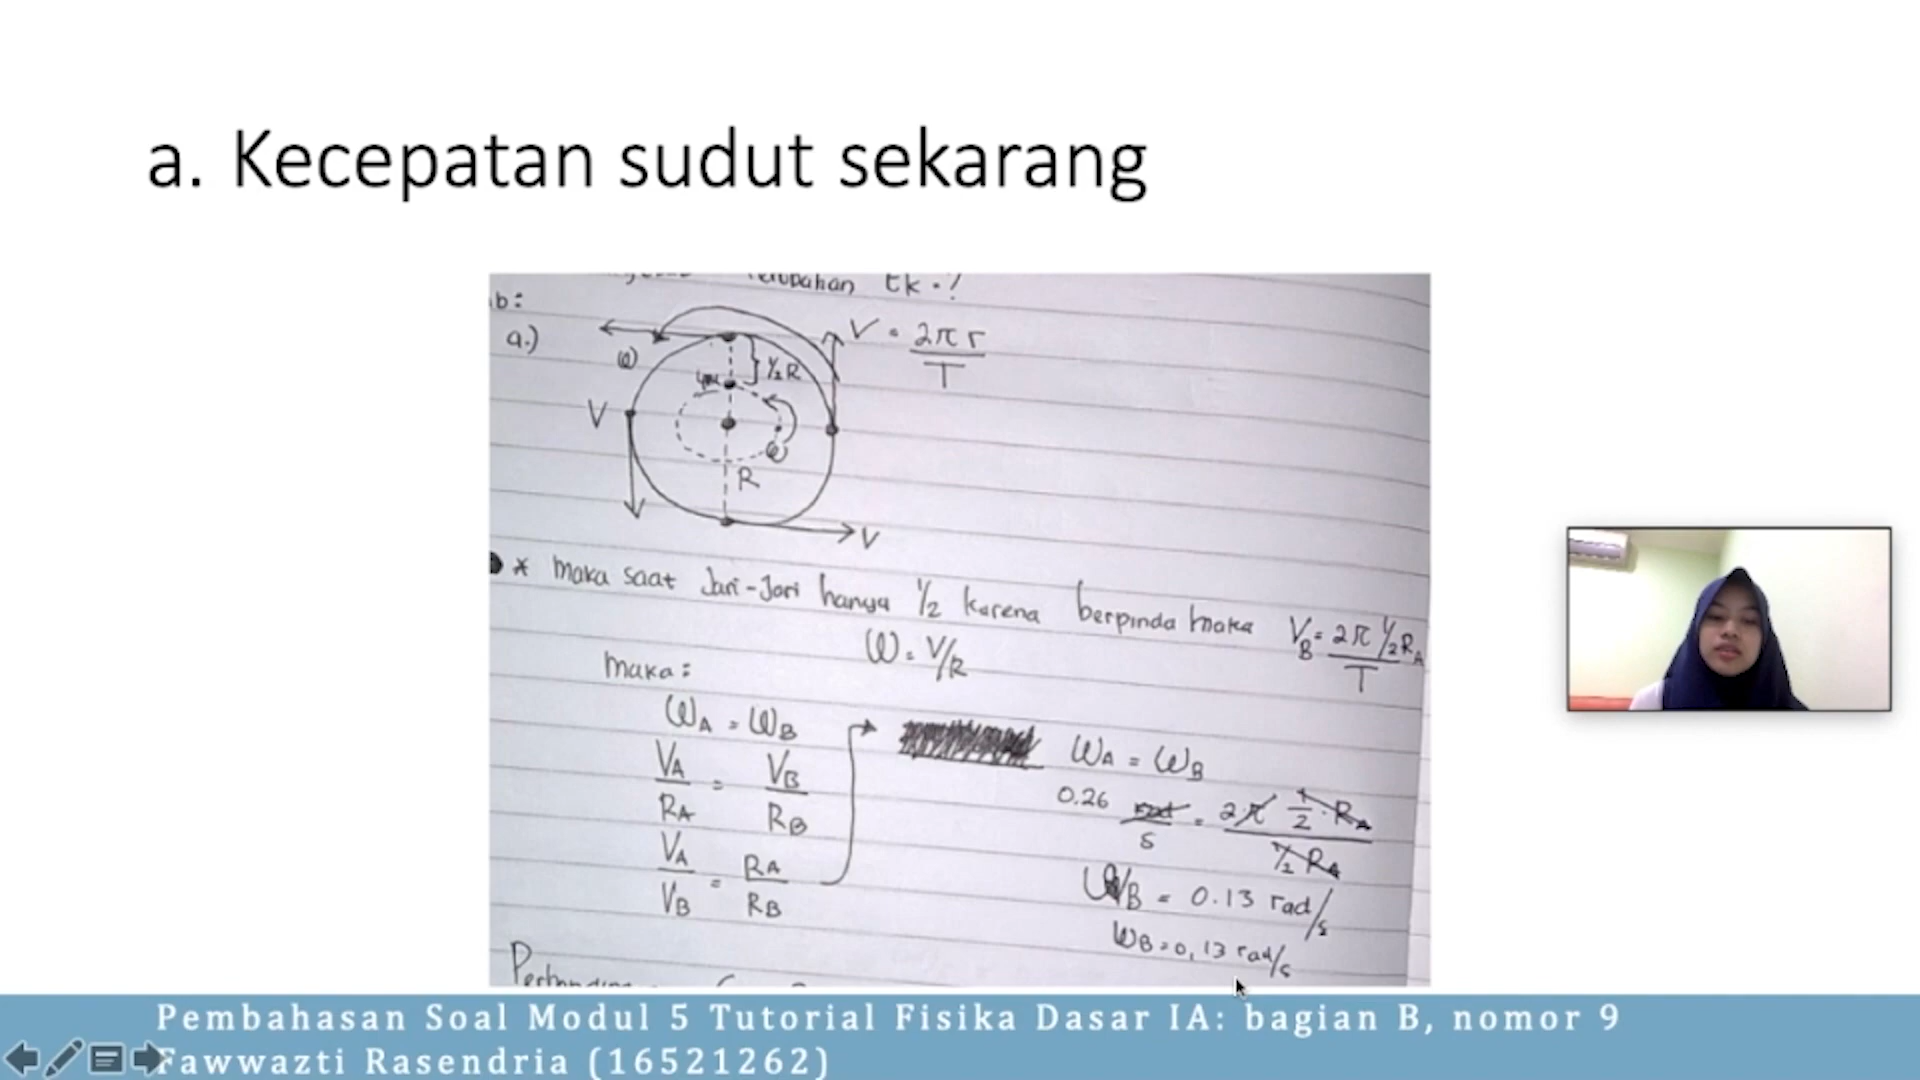 a. Kecepatan sudut sekarang
Perubahan Ek.?
b:
a.)
V = 2πr / T
ω
½R
V
ω
R
V
* maka saat Jari-Jari hanya ½ karena berpinda maka V_B = 2π ½R_A / T
ω = V/R
maka:
ω_A = ω_B
V_A / R_A = V_B / R_B
V_A / V_B = R_A / R_B
ω_A = ω_B
0.26 rad/s = 2π ½ · R_A / ½ R_A
B = 0.13 rad/s
ω_B = 0,13 rad/s
Pembahasan Soal Modul 5 Tutorial Fisika Dasar IA: bagian B, nomor 9
Fawwazti Rasendria (16521262)